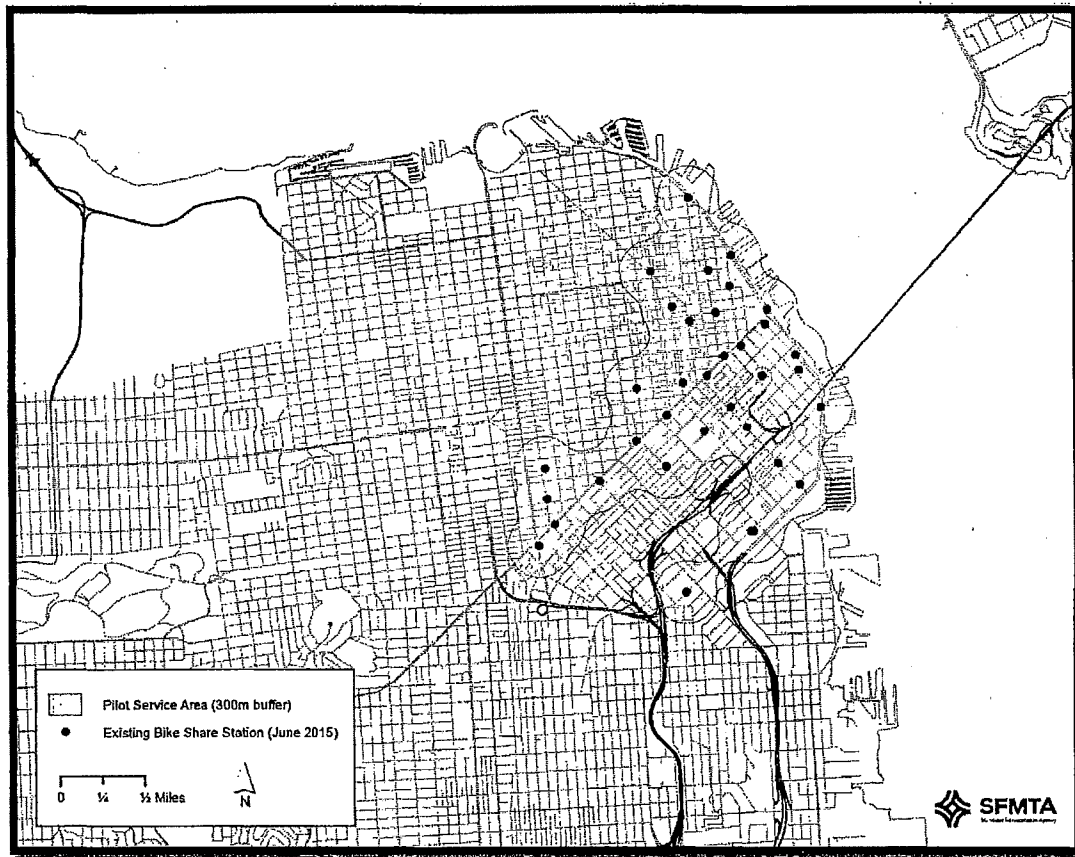 Pilot Service Area (300m buffer)
Existing Bike Share Station (June 2015)
0 ¼ ½ Miles
N
SFMTA